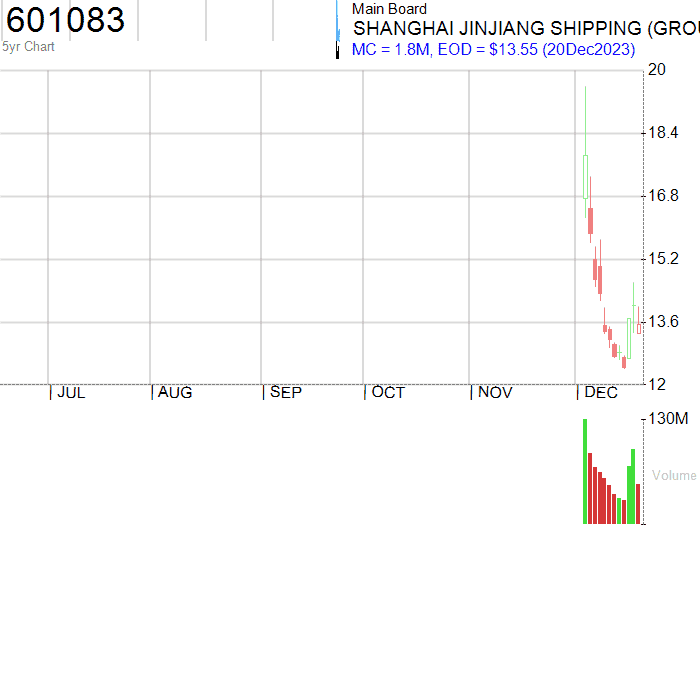 601083
5yr Chart
Main Board
SHANGHAI JINJIANG SHIPPING (GROU
MC = 1.8M, EOD = $13.55 (20Dec2023)
20
18.4
16.8
15.2
13.6
12
JUL AUG SEP OCT NOV DEC
130M
Volume